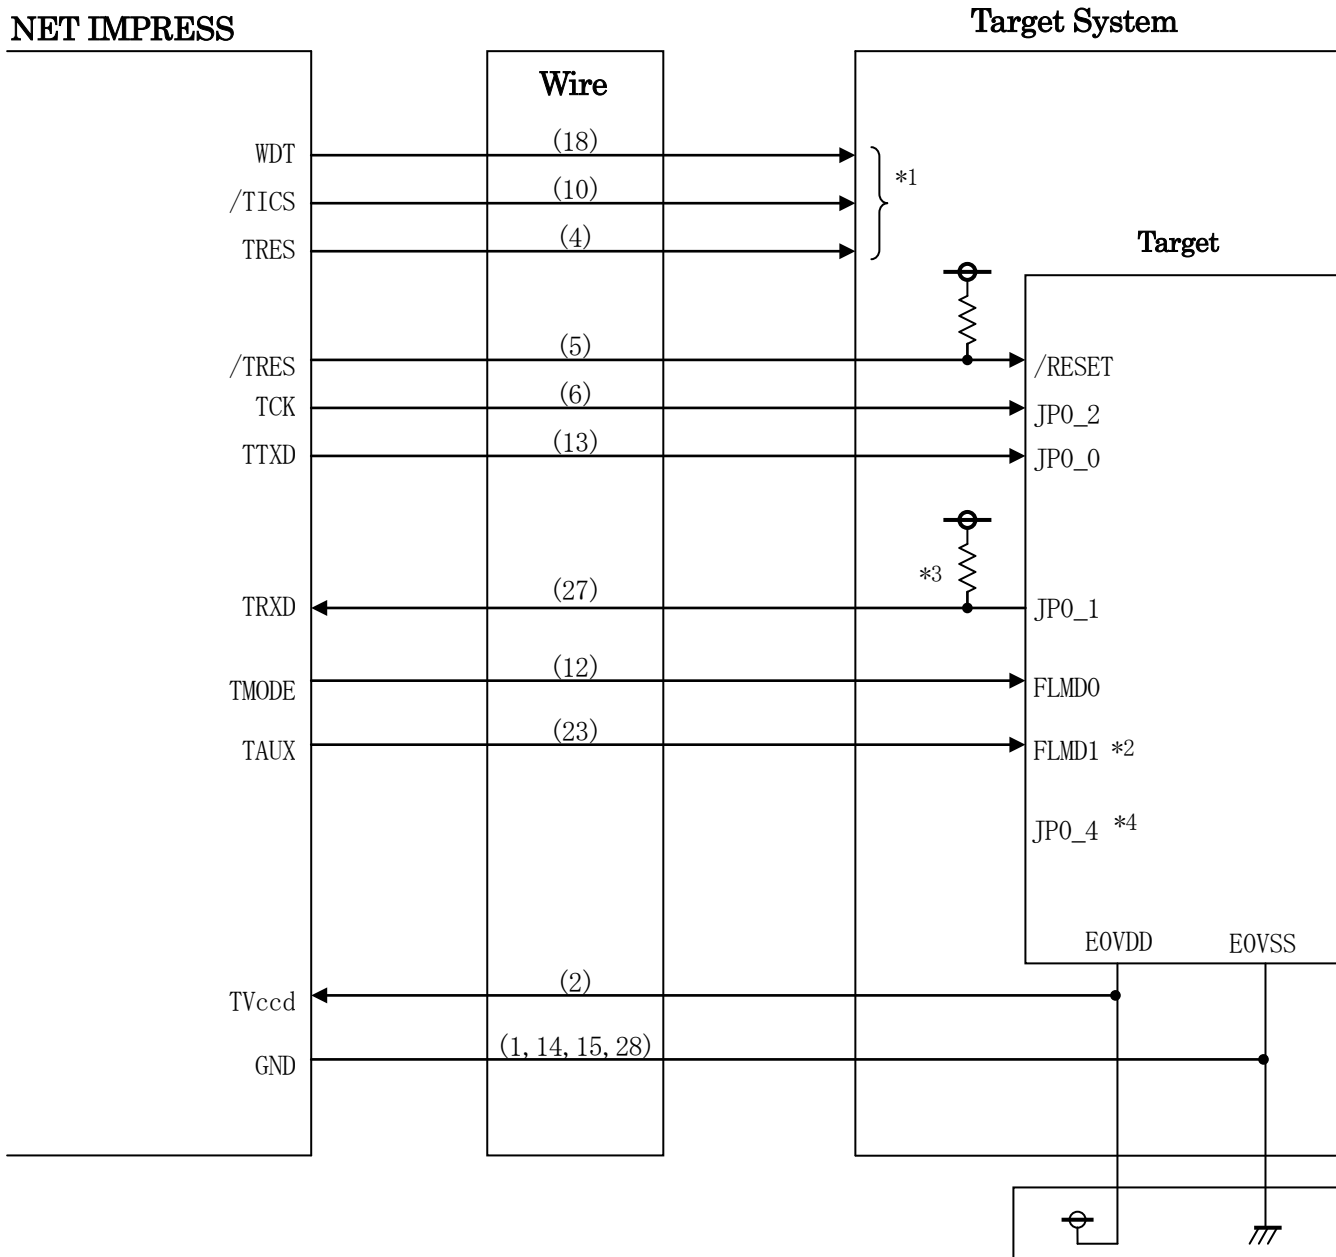 NET IMPRESS
Target System
Wire
WDT
(18)
*1
/TICS
(10)
TRES
(4)
Target
/TRES
(5)
/RESET
TCK
(6)
JP0_2
TTXD
(13)
JP0_0
*3
TRXD
(27)
JP0_1
TMODE
(12)
FLMD0
TAUX
(23)
FLMD1 *2
JP0_4 *4
E0VDD
E0VSS
TVccd
(2)
GND
(1,14,15,28)